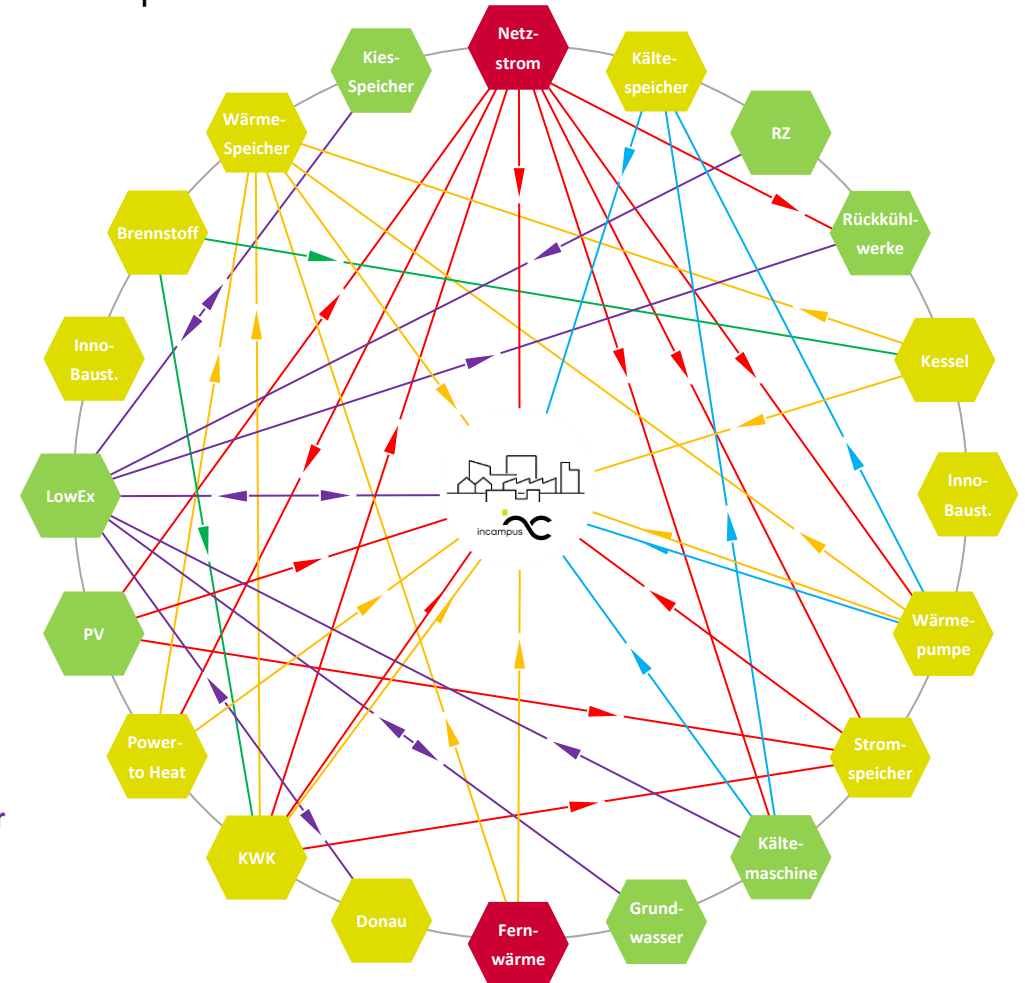 Netz-
strom
Kälte-
speicher
RZ
Rückkühl-
werke
Kessel
Inno-
Baust.
Wärme-
pumpe
Strom-
speicher
Kälte-
maschine
Grund-
wasser
Fern-
wärme
Donau
KWK
Power-
to Heat
PV
LowEx
Inno-
Baust.
Brennstoff
Wärme-
Speicher
Kies-
Speicher
incampus